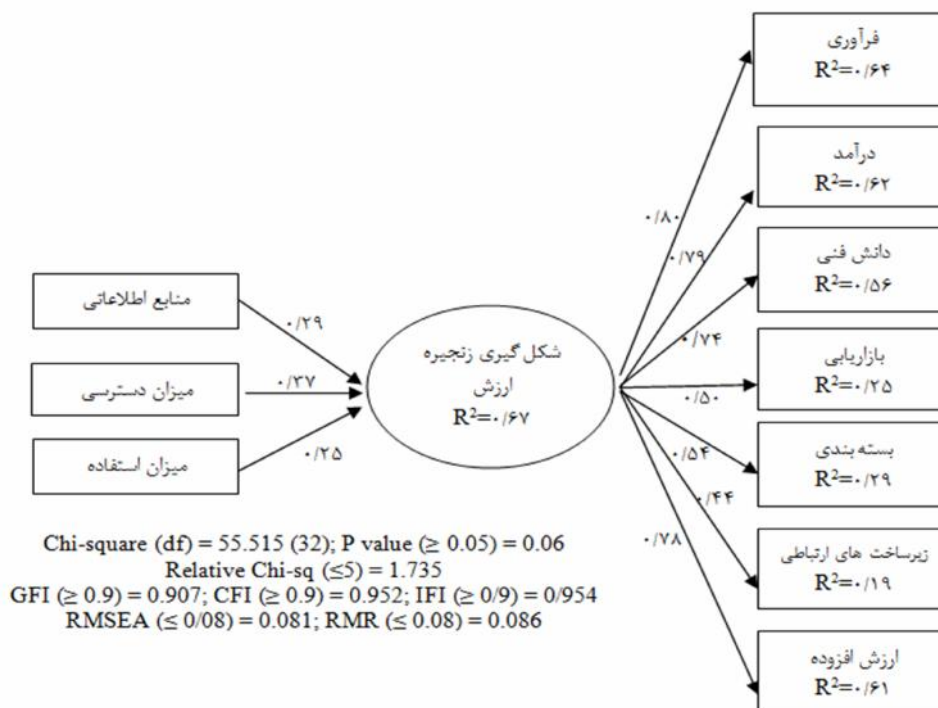 فرآوری
R²=۰/۶۴
درآمد
R²=۰/۶۲
دانش فنی
R²=۰/۵۶
بازاریابی
R²=۰/۲۵
بسته بندی
R²=۰/۲۹
زیرساخت های ارتباطی
R²=۰/۱۹
ارزش افزوده
R²=۰/۶۱
۰/۸۰
۰/۷۹
۰/۷۴
۰/۵۰
۰/۵۴
۰/۴۴
۰/۷۸
شکل گیری زنجیره
ارزش
R²=۰/۶۷
منابع اطلاعاتی
۰/۲۹
میزان دسترسی
۰/۳۷
میزان استفاده
۰/۲۵
Chi-square (df) = 55.515 (32); P value (≥ 0.05) = 0.06
Relative Chi-sq (≤5) = 1.735
GFI (≥ 0.9) = 0.907; CFI (≥ 0.9) = 0.952; IFI (≥ 0/9) = 0/954
RMSEA (≤ 0/08) = 0.081; RMR (≤ 0.08) = 0.086